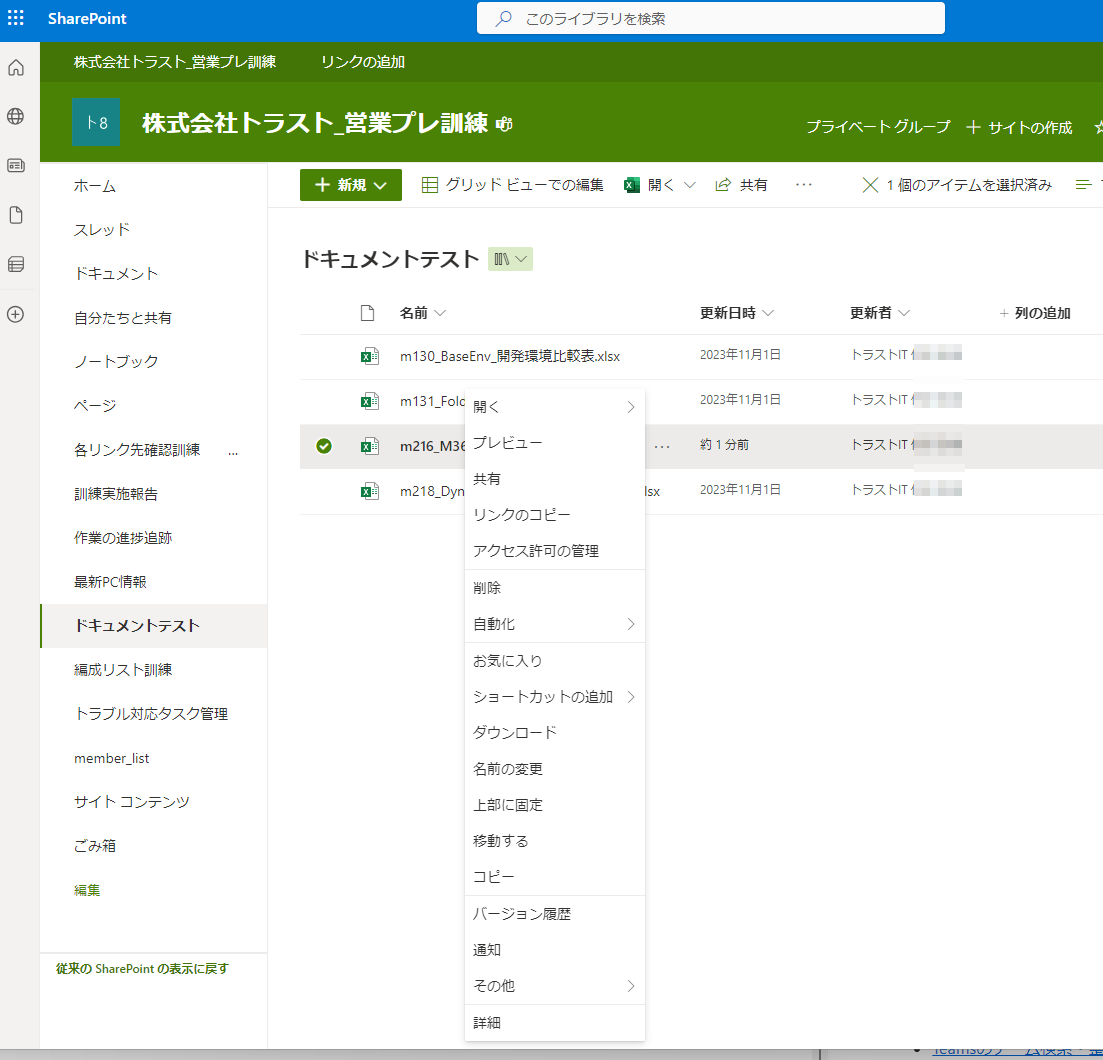 SharePoint
このライブラリを検索
株式会社トラスト_営業プレ訓練 リンクの追加
ト8
株式会社トラスト_営業プレ訓練
プライベート グループ
サイトの作成
ホーム
スレッド
ドキュメント
自分たちと共有
ノートブック
ページ
各リンク先確認訓練 ...
訓練実施報告
作業の進捗追跡
最新PC情報
ドキュメントテスト
編成リスト訓練
トラブル対応タスク管理
member_list
サイト コンテンツ
ごみ箱
編集
従来の SharePoint の表示に戻す
+ 新規
グリッド ビューでの編集
開く
共有
...
1 個のアイテムを選択済み
ドキュメントテスト
名前 更新日時 更新者 + 列の追加
m130_BaseEnv_開発環境比較表.xlsx 2023年11月1日 トラストIT
m131_Fold 2023年11月1日 トラストIT
m216_M36 ... 約 1 分前 トラストIT
m218_Dyn lsx 2023年11月1日 トラストIT
開く
プレビュー
共有
リンクのコピー
アクセス許可の管理
削除
自動化
お気に入り
ショートカットの追加
ダウンロード
名前の変更
上部に固定
移動する
コピー
バージョン履歴
通知
その他
詳細